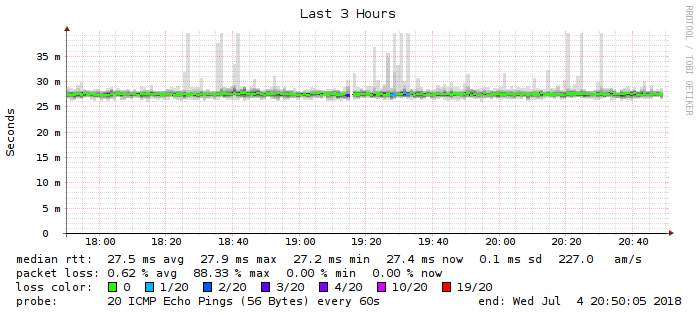 Last 3 Hours
RRDTOOL / TOBI OETIKER
Seconds
35 m
30 m
25 m
20 m
15 m
10 m
5 m
0
18:00 18:20 18:40 19:00 19:20 19:40 20:00 20:20 20:40
median rtt: 27.5 ms avg 27.9 ms max 27.2 ms min 27.4 ms now 0.1 ms sd 227.0 am/s
packet loss: 0.62 % avg 88.33 % max 0.00 % min 0.00 % now
loss color: 0 1/20 2/20 3/20 4/20 10/20 19/20
probe: 20 ICMP Echo Pings (56 Bytes) every 60s end: Wed Jul 4 20:50:05 2018